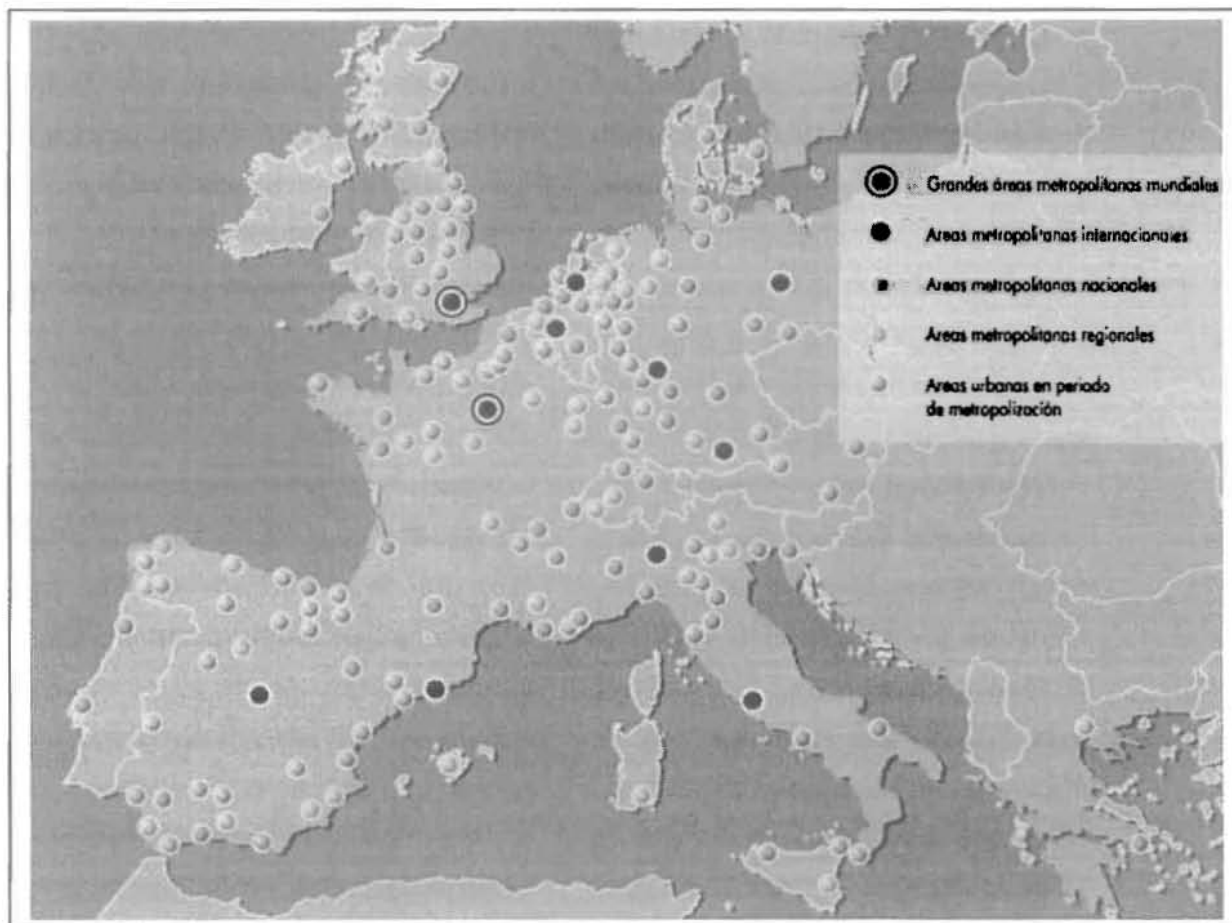 Grandes áreas metropolitanas mundiales
Areas metropolitanas internacionales
Areas metropolitanas nacionales
Areas metropolitanas regionales
Areas urbanas en periodo
de metropolización